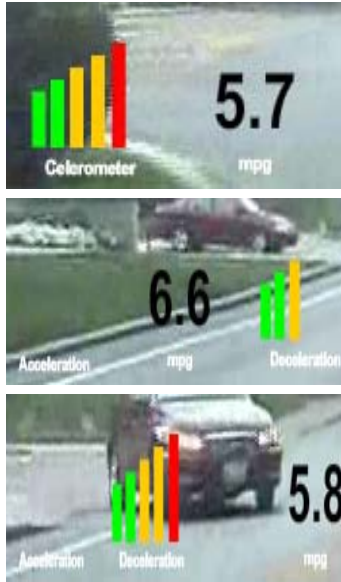 5.7
Celerometer mpg
6.6
Acceleration mpg Deceleration
5.8
Acceleration Deceleration mpg